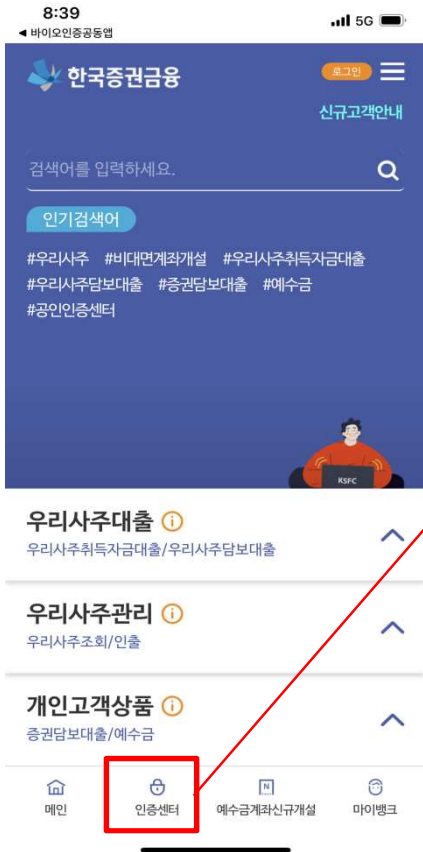 8:39
5G
◀ 바이오인증공동앱
한국증권금융
로그인
신규고객안내
검색어를 입력하세요.
인기검색어
#우리사주 #비대면계좌개설 #우리사주취득자금대출
#우리사주담보대출 #증권담보대출 #예수금
#공인인증센터
KSFC
우리사주대출
우리사주취득자금대출/우리사주담보대출
우리사주관리
우리사주조회/인출
개인고객상품
증권담보대출/예수금
메인 인증센터 예수금계좌신규개설 마이뱅크